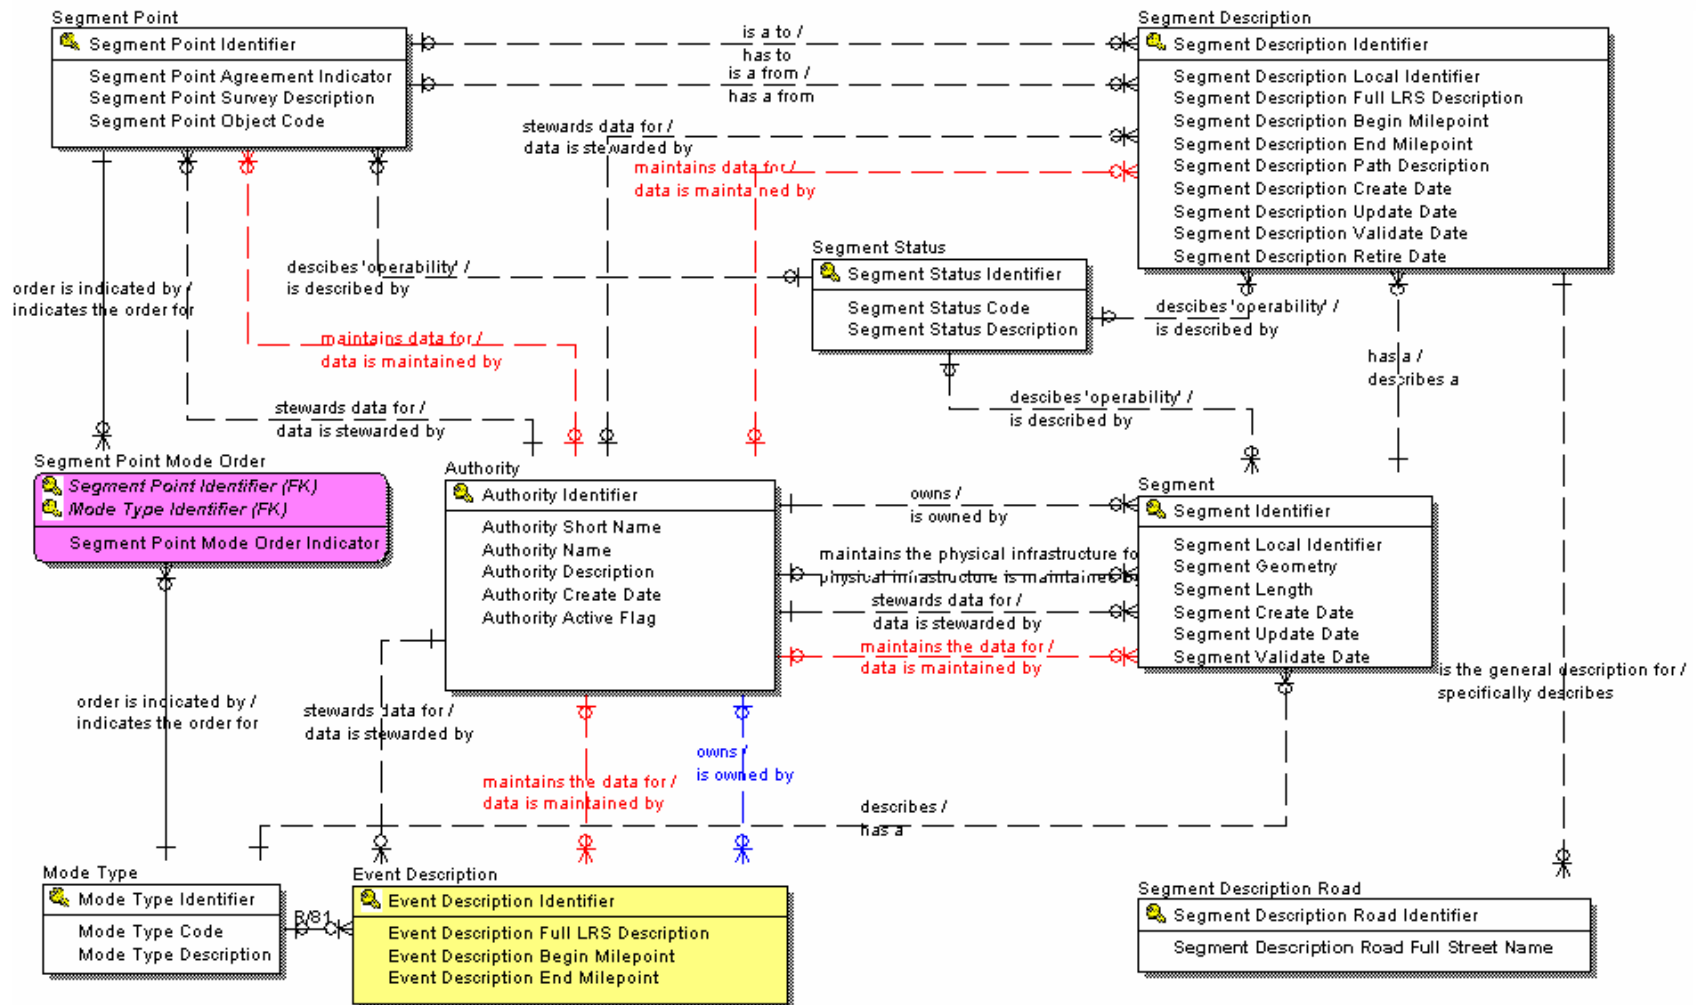 Segment Point
Segment Point Identifier
Segment Point Agreement Indicator
Segment Point Survey Description
Segment Point Object Code
is a to /
has to
is a from /
has a from
Segment Description
Segment Description Identifier
Segment Description Local Identifier
Segment Description Full LRS Description
Segment Description Begin Milepoint
Segment Description End Milepoint
Segment Description Path Description
Segment Description Create Date
Segment Description Update Date
Segment Description Validate Date
Segment Description Retire Date
stewards data for /
data is stewarded by
maintains data for /
data is maintained by
Segment Status
Segment Status Identifier
Segment Status Code
Segment Status Description
descibes 'operability' /
is described by
descibes 'operability' /
is described by
order is indicated by /
indicates the order for
maintains data for /
data is maintained by
has a /
describes a
descibes 'operability' /
is described by
stewards data for /
data is stewarded by
Segment Point Mode Order
Segment Point Identifier (FK)
Mode Type Identifier (FK)
Segment Point Mode Order Indicator
Authority
Authority Identifier
Authority Short Name
Authority Name
Authority Description
Authority Create Date
Authority Active Flag
owns /
is owned by
maintains the physical infrastructure fo
physical infrastructure is maintained by
stewards data for /
data is stewarded by
maintains the data for /
data is maintained by
Segment
Segment Identifier
Segment Local Identifier
Segment Geometry
Segment Length
Segment Create Date
Segment Update Date
Segment Validate Date
is the general description for /
specifically describes
order is indicated by /
indicates the order for
stewards data for /
data is stewarded by
maintains the data for /
data is maintained by
owns /
is owned by
describes /
has a
Mode Type
Mode Type Identifier
Mode Type Code
Mode Type Description
R/81
Event Description
Event Description Identifier
Event Description Full LRS Description
Event Description Begin Milepoint
Event Description End Milepoint
Segment Description Road
Segment Description Road Identifier
Segment Description Road Full Street Name